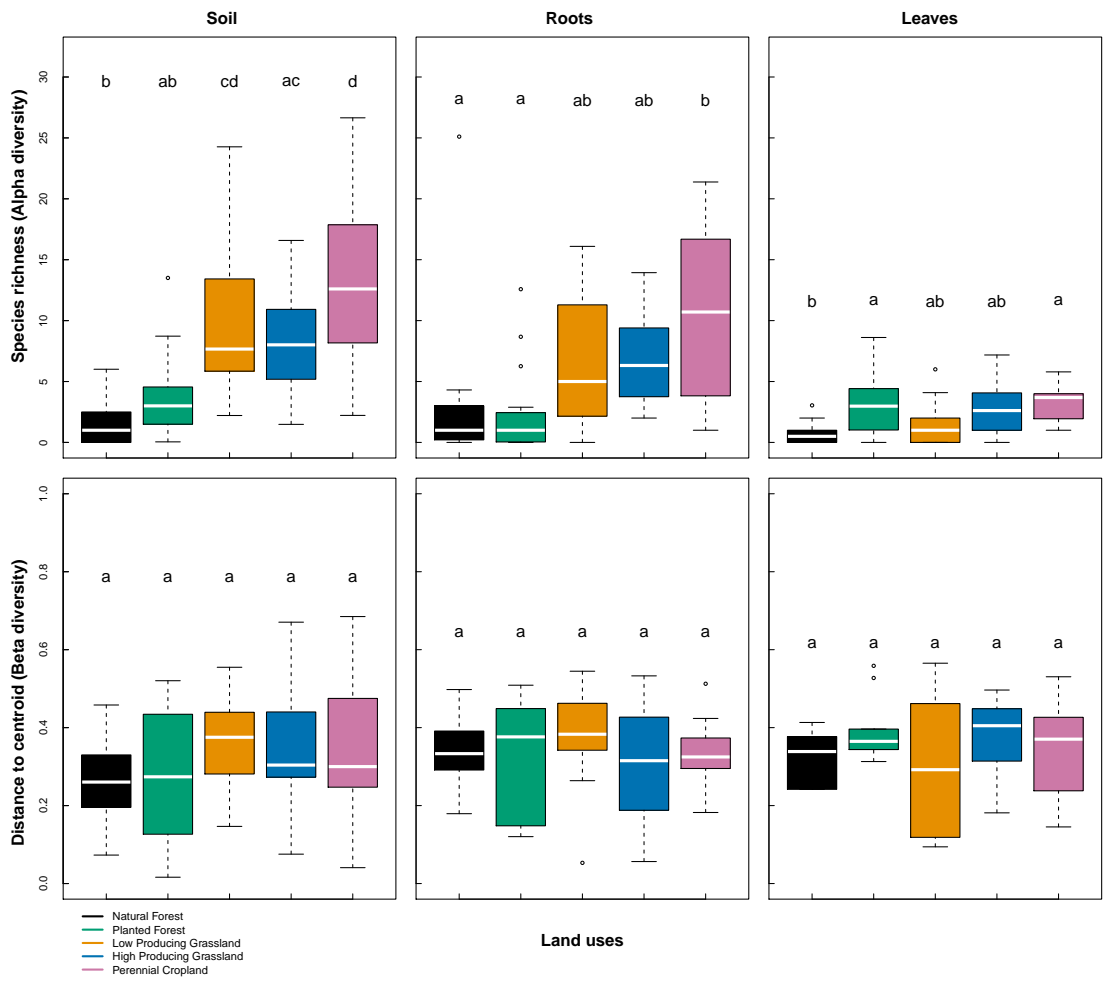 Soil Roots Leaves
Species richness (Alpha diversity)
30
25
20
15
10
5
0
b ab cd ac d
a a ab ab b
b a ab ab a
Distance to centroid (Beta diversity)
1.0
0.8
0.6
0.4
0.2
0.0
a a a a a
a a a a a
a a a a a
Natural Forest
Planted Forest
Low Producing Grassland
High Producing Grassland
Perennial Cropland
Land uses